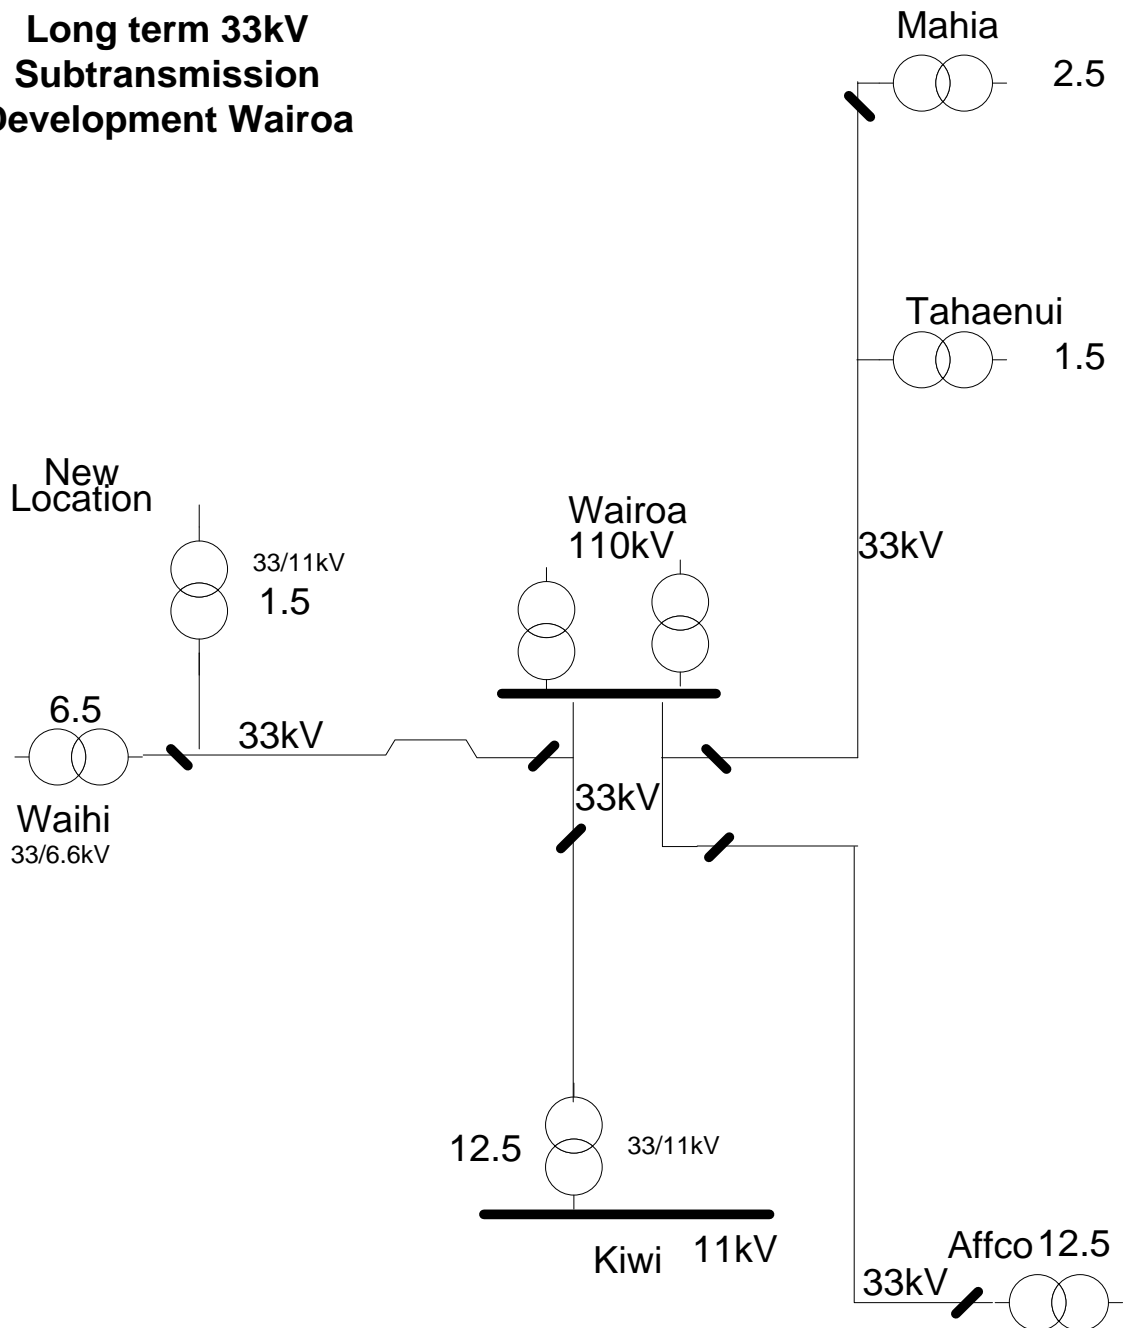 Long term 33kV
Subtransmission
Development Wairoa
Mahia
2.5
Tahaenui
1.5
New
Location
33/11kV
1.5
Wairoa
110kV
33kV
6.5
33kV
33kV
Waihi
33/6.6kV
12.5
33/11kV
Kiwi
11kV
Affco 12.5
33kV